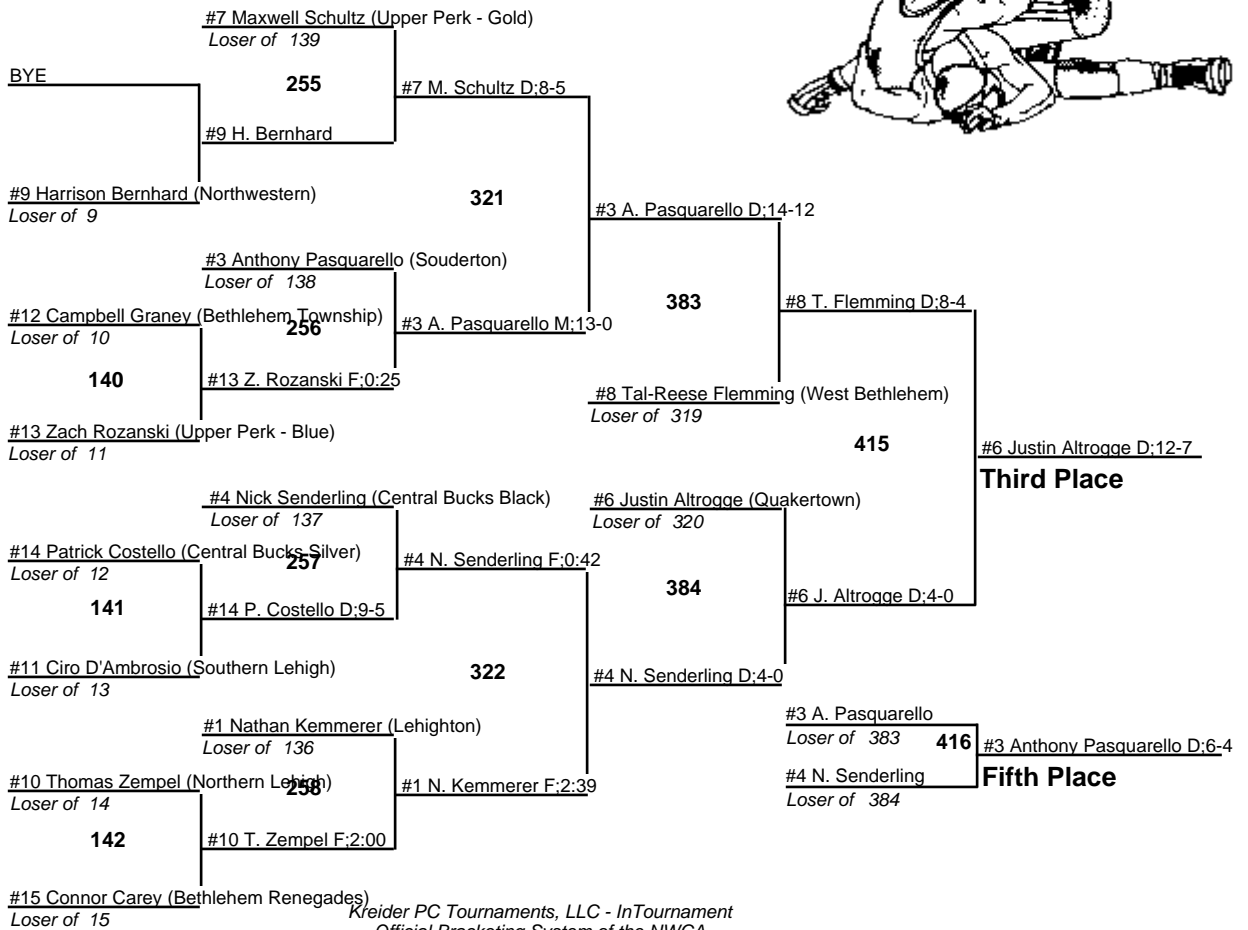 #7 Maxwell Schultz (Upper Perk - Gold)
Loser of 139
BYE
255
#7 M. Schultz D;8-5
#9 H. Bernhard
#9 Harrison Bernhard (Northwestern)
Loser of 9
321
#3 A. Pasquarello D;14-12
#3 Anthony Pasquarello (Souderton)
Loser of 138
#12 Campbell Graney (Bethlehem Township)
Loser of 10
256
#3 A. Pasquarello M;13-0
383
#8 T. Flemming D;8-4
140
#13 Z. Rozanski F;0:25
#8 Tal-Reese Flemming (West Bethlehem)
Loser of 319
#13 Zach Rozanski (Upper Perk - Blue)
Loser of 11
415
#6 Justin Altrogge D;12-7
Third Place
#4 Nick Senderling (Central Bucks Black)
Loser of 137
#6 Justin Altrogge (Quakertown)
Loser of 320
#14 Patrick Costello (Central Bucks Silver)
Loser of 12
257
#4 N. Senderling F;0:42
384
141
#14 P. Costello D;9-5
#6 J. Altrogge D;4-0
#11 Ciro D'Ambrosio (Southern Lehigh)
Loser of 13
322
#4 N. Senderling D;4-0
#1 Nathan Kemmerer (Lehighton)
Loser of 136
#3 A. Pasquarello
Loser of 383
416
#3 Anthony Pasquarello D;6-4
Fifth Place
#10 Thomas Zempel (Northern Lehigh)
Loser of 14
258
#1 N. Kemmerer F;2:39
#4 N. Senderling
Loser of 384
142
#10 T. Zempel F;2:00
#15 Connor Carey (Bethlehem Renegades)
Loser of 15
Kreider PC Tournaments, LLC - InTournament
Official Bracketing System of the NWCA